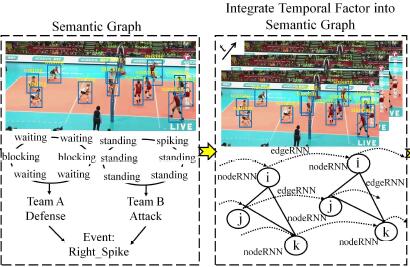 Semantic Graph
Integrate Temporal Factor into
Semantic Graph
LIVE
waiting waiting standing spiking
blocking blocking standing standing
waiting waiting standing standing
Team A
Defense
Team B
Attack
Event:
Right_Spike
t
LIVE
edgeRNN
nodeRNN
i
i
edgeRNN
edgeRNN
nodeRNN
j
j
nodeRNN
nodeRNN
k
k
nodeRNN